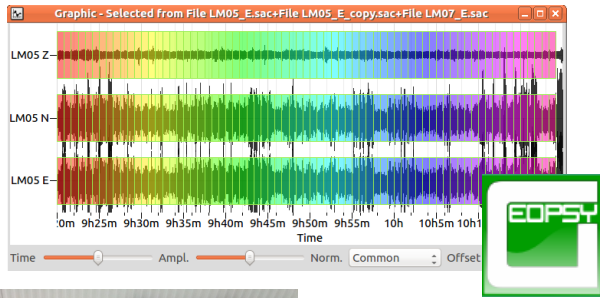 Graphic - Selected from File LM05_E.sac+File LM05_E_copy.sac+File LM07_E.sac
LM05 Z
LM05 N
LM05 E
:0m 9h25m 9h30m 9h35m 9h40m 9h45m 9h50m 9h55m 10h 10h5m 10h1
Time
Time Ampl. Norm. Common Offset
EOPSY